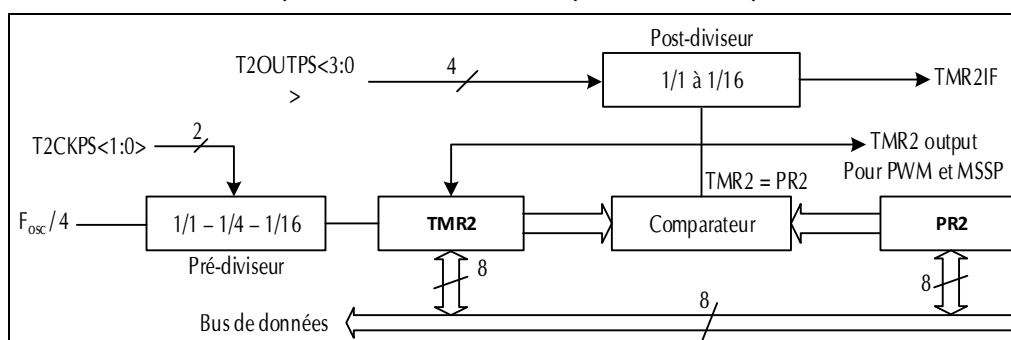 Post-diviseur
T2OUTPS<3:0
>
4
1/1 à 1/16
TMR2IF
T2CKPS<1:0>
2
TMR2 output
Pour PWM et MSSP
TMR2 = PR2
Fosc/4
1/1 – 1/4 – 1/16
TMR2
Comparateur
PR2
Pré-diviseur
8
8
8
Bus de données